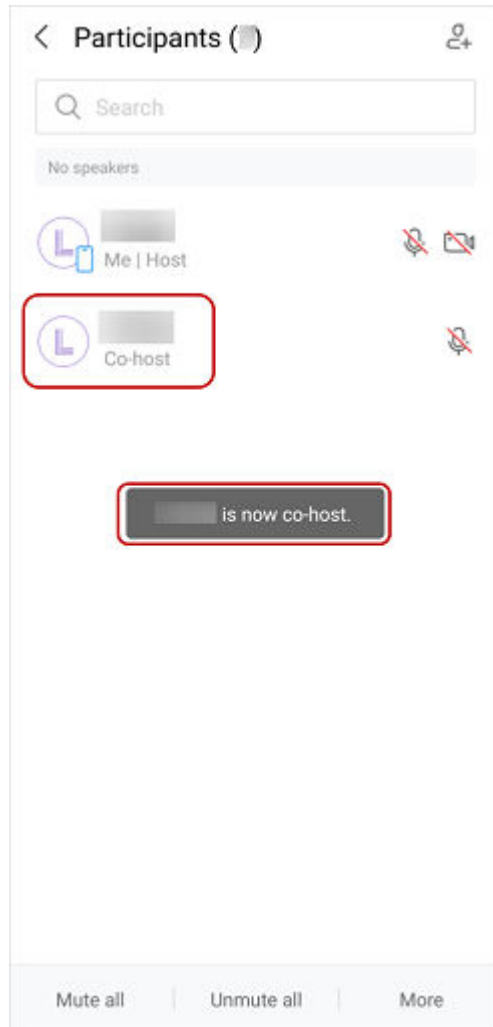 Participants ( )
Search
No speakers
L
Me | Host
L
Co-host
is now co-host.
Mute all | Unmute all | More